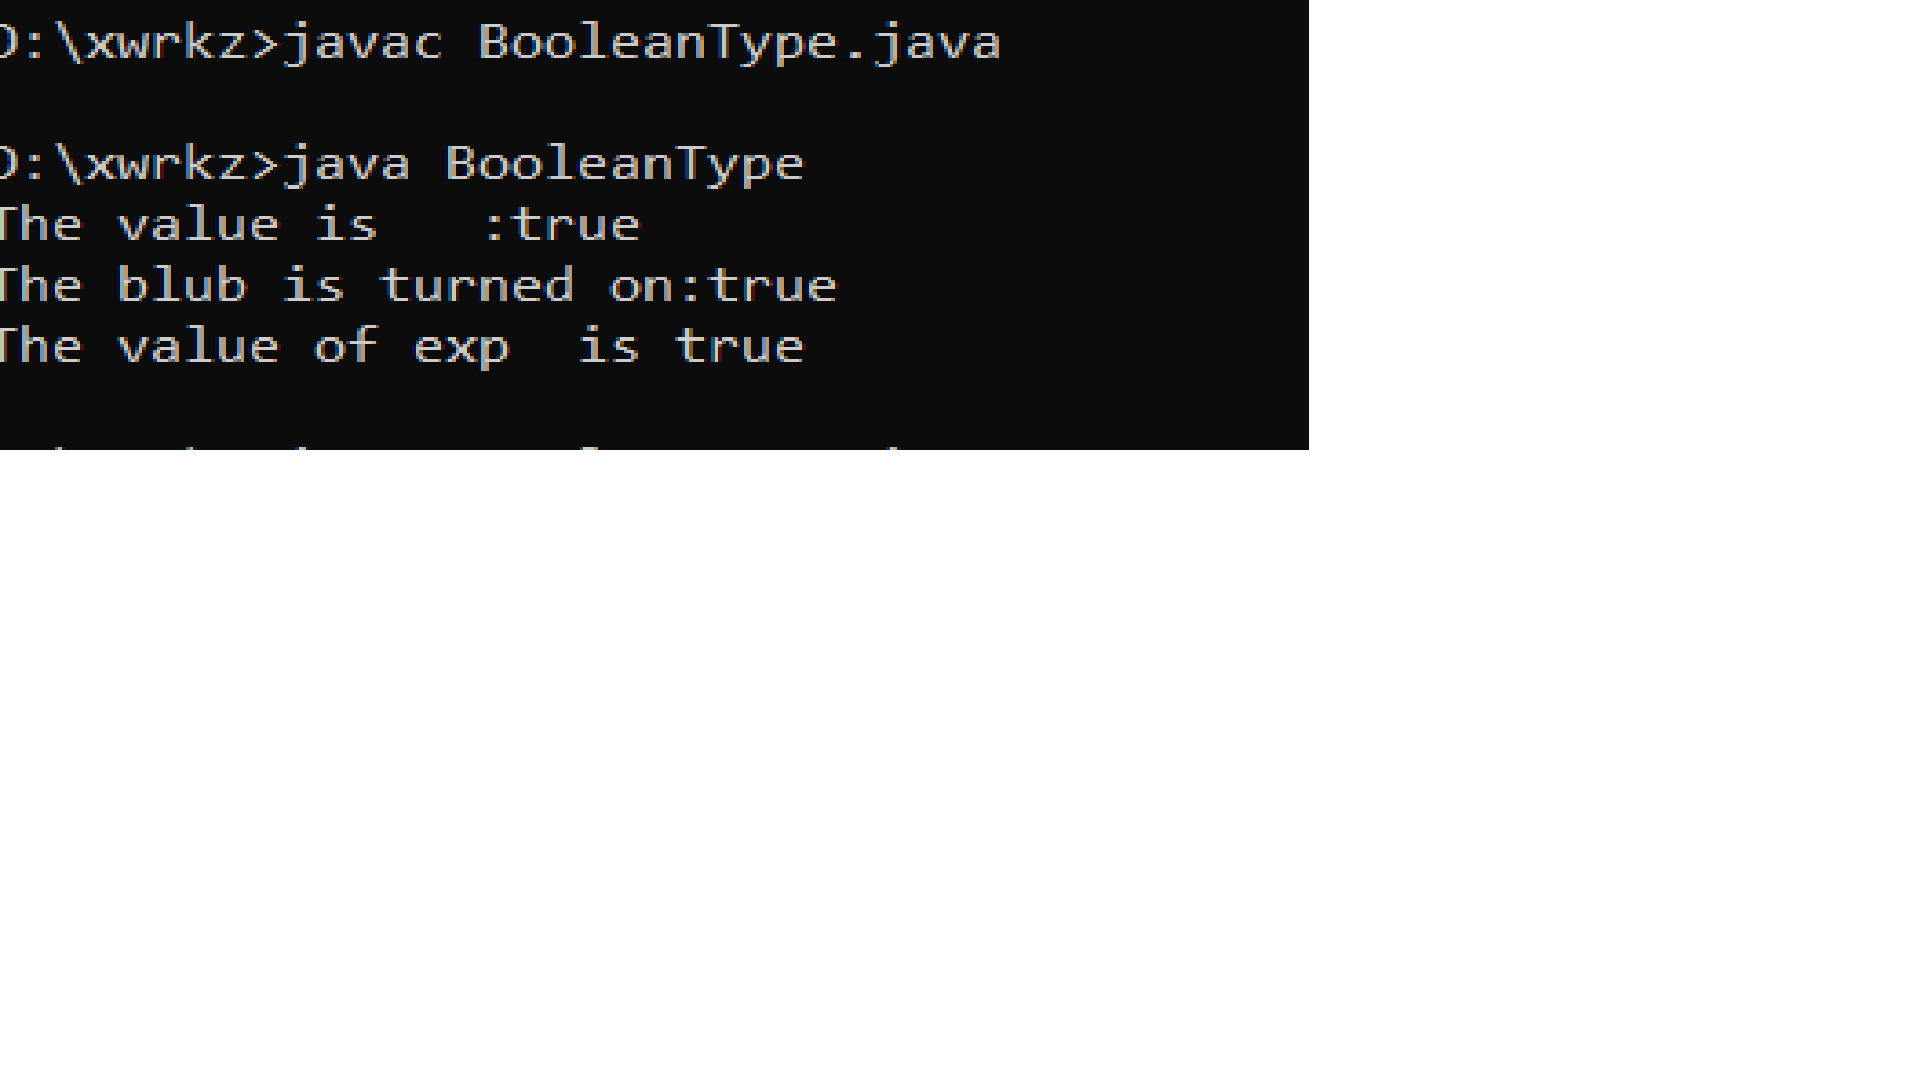 D:\xwrkz>javac BooleanType.java
D:\xwrkz>java BooleanType
The value is   :true
The blub is turned on:true
The value of exp  is true